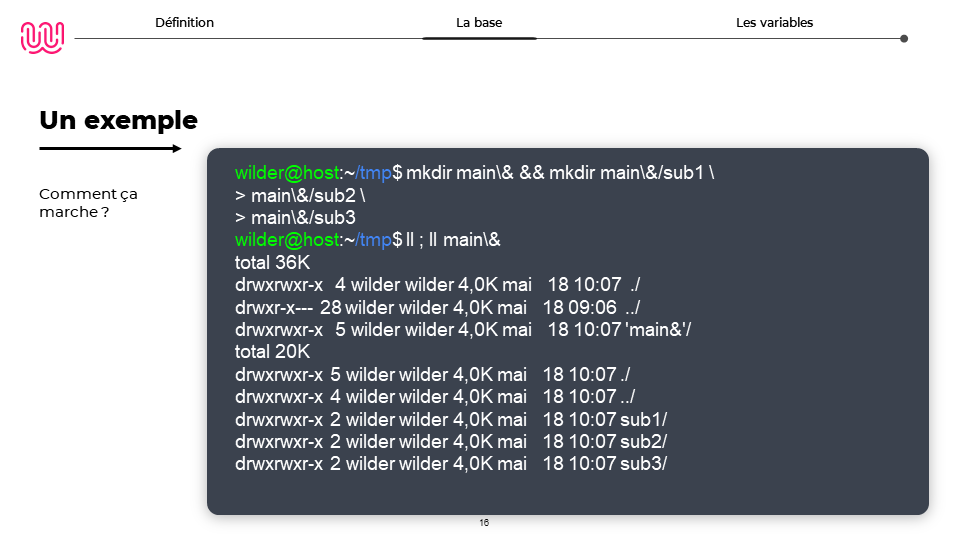 Définition
La base
Les variables
Un exemple
Comment ça
marche ?
wilder@host:~/tmp$ mkdir main\& && mkdir main\&/sub1 \
> main\&/sub2 \
> main\&/sub3
wilder@host:~/tmp$ ll ; ll main\&
total 36K
drwxrwxr-x 4 wilder wilder 4,0K mai 18 10:07 ./
drwxr-x--- 28 wilder wilder 4,0K mai 18 09:06 ../
drwxrwxr-x 5 wilder wilder 4,0K mai 18 10:07 'main&'/
total 20K
drwxrwxr-x 5 wilder wilder 4,0K mai 18 10:07 ./
drwxrwxr-x 4 wilder wilder 4,0K mai 18 10:07 ../
drwxrwxr-x 2 wilder wilder 4,0K mai 18 10:07 sub1/
drwxrwxr-x 2 wilder wilder 4,0K mai 18 10:07 sub2/
drwxrwxr-x 2 wilder wilder 4,0K mai 18 10:07 sub3/
16